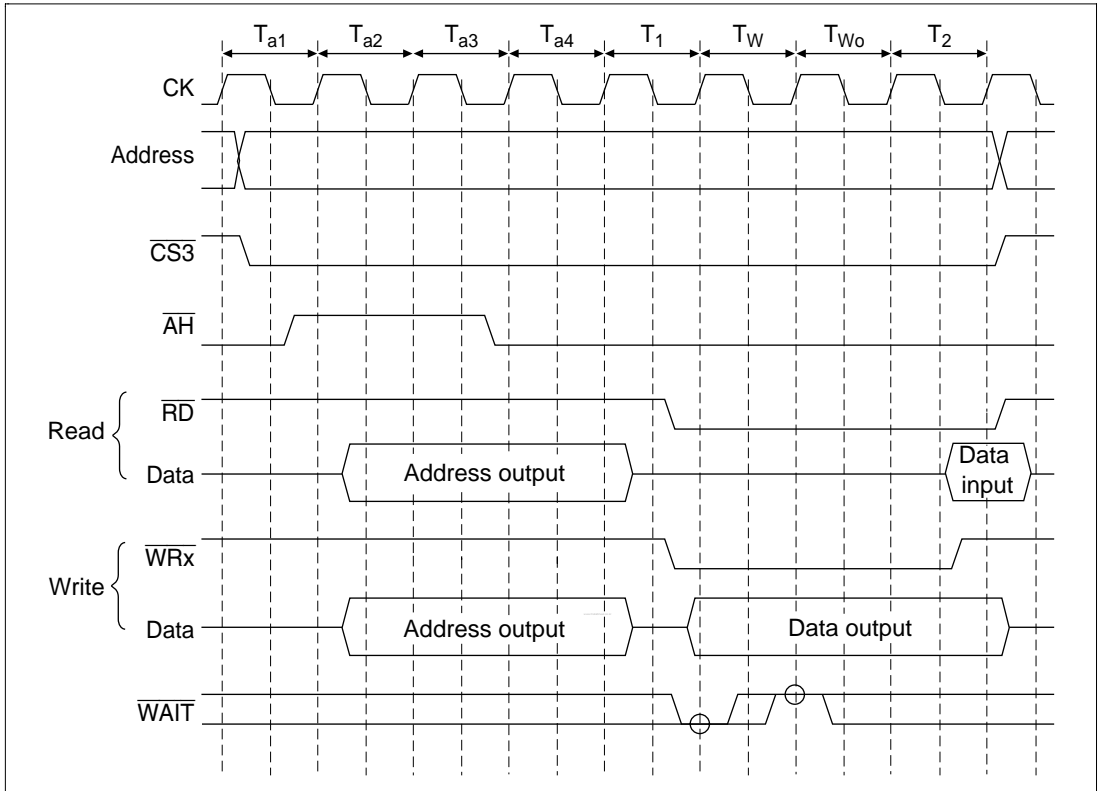 Ta1 Ta2 Ta3 Ta4 T1 TW TWo T2
CK
Address
CS3
AH
RD
Read
Data
Address output
Data
input
WRx
Write
Data
Address output
Data output
WAIT